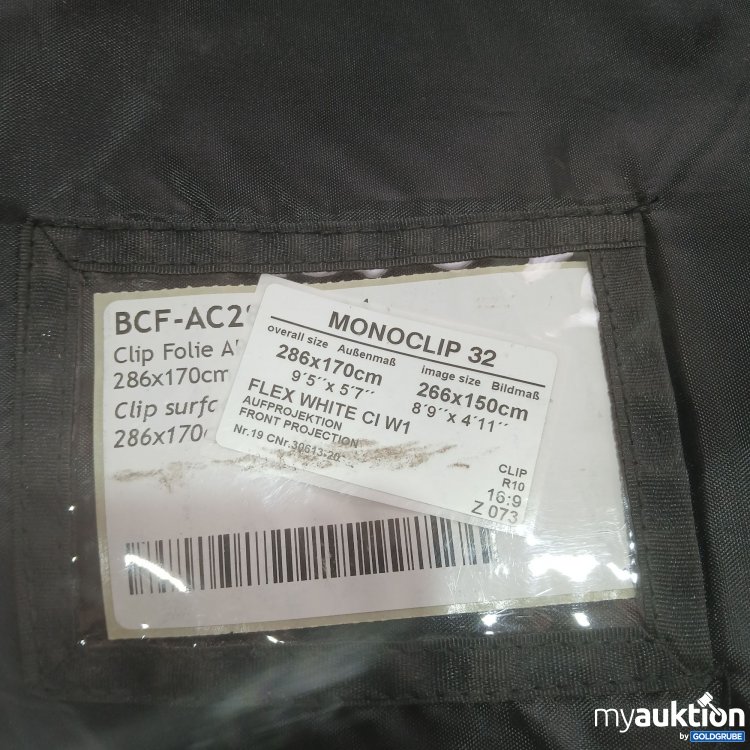 BCF-AC2
Clip Folie
286x170cm
Clip surfc
286x170
MONOCLIP 32
overall size Außenmaß
286x170cm
9´5´´x 5´7´´
image size Bildmaß
266x150cm
8´9´´x 4´11´´
FLEX WHITE CI W1
AUFPROJEKTION
FRONT PROJECTION
Nr.19 CNr.30613-20
CLIP
R10
16:9
Z 073
myauktion
by GOLDGRUBE